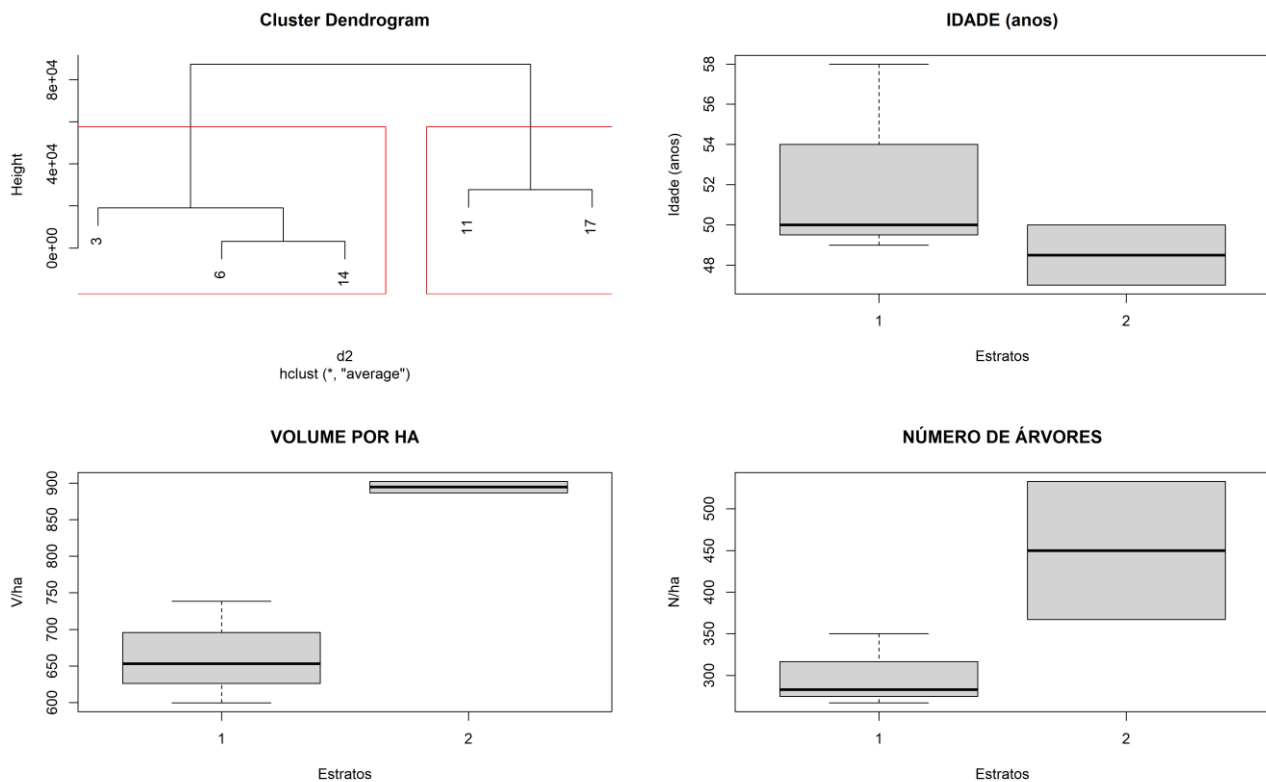 Cluster Dendrogram
Height
0e+00
4e+04
8e+04
3
6
14
11
17
d2
hclust (*, "average")
IDADE (anos)
Idade (anos)
58
56
54
52
50
48
1 2
Estratos
VOLUME POR HA
V/ha
900
850
800
750
700
650
600
1 2
Estratos
NÚMERO DE ÁRVORES
N/ha
500
450
400
350
300
1 2
Estratos